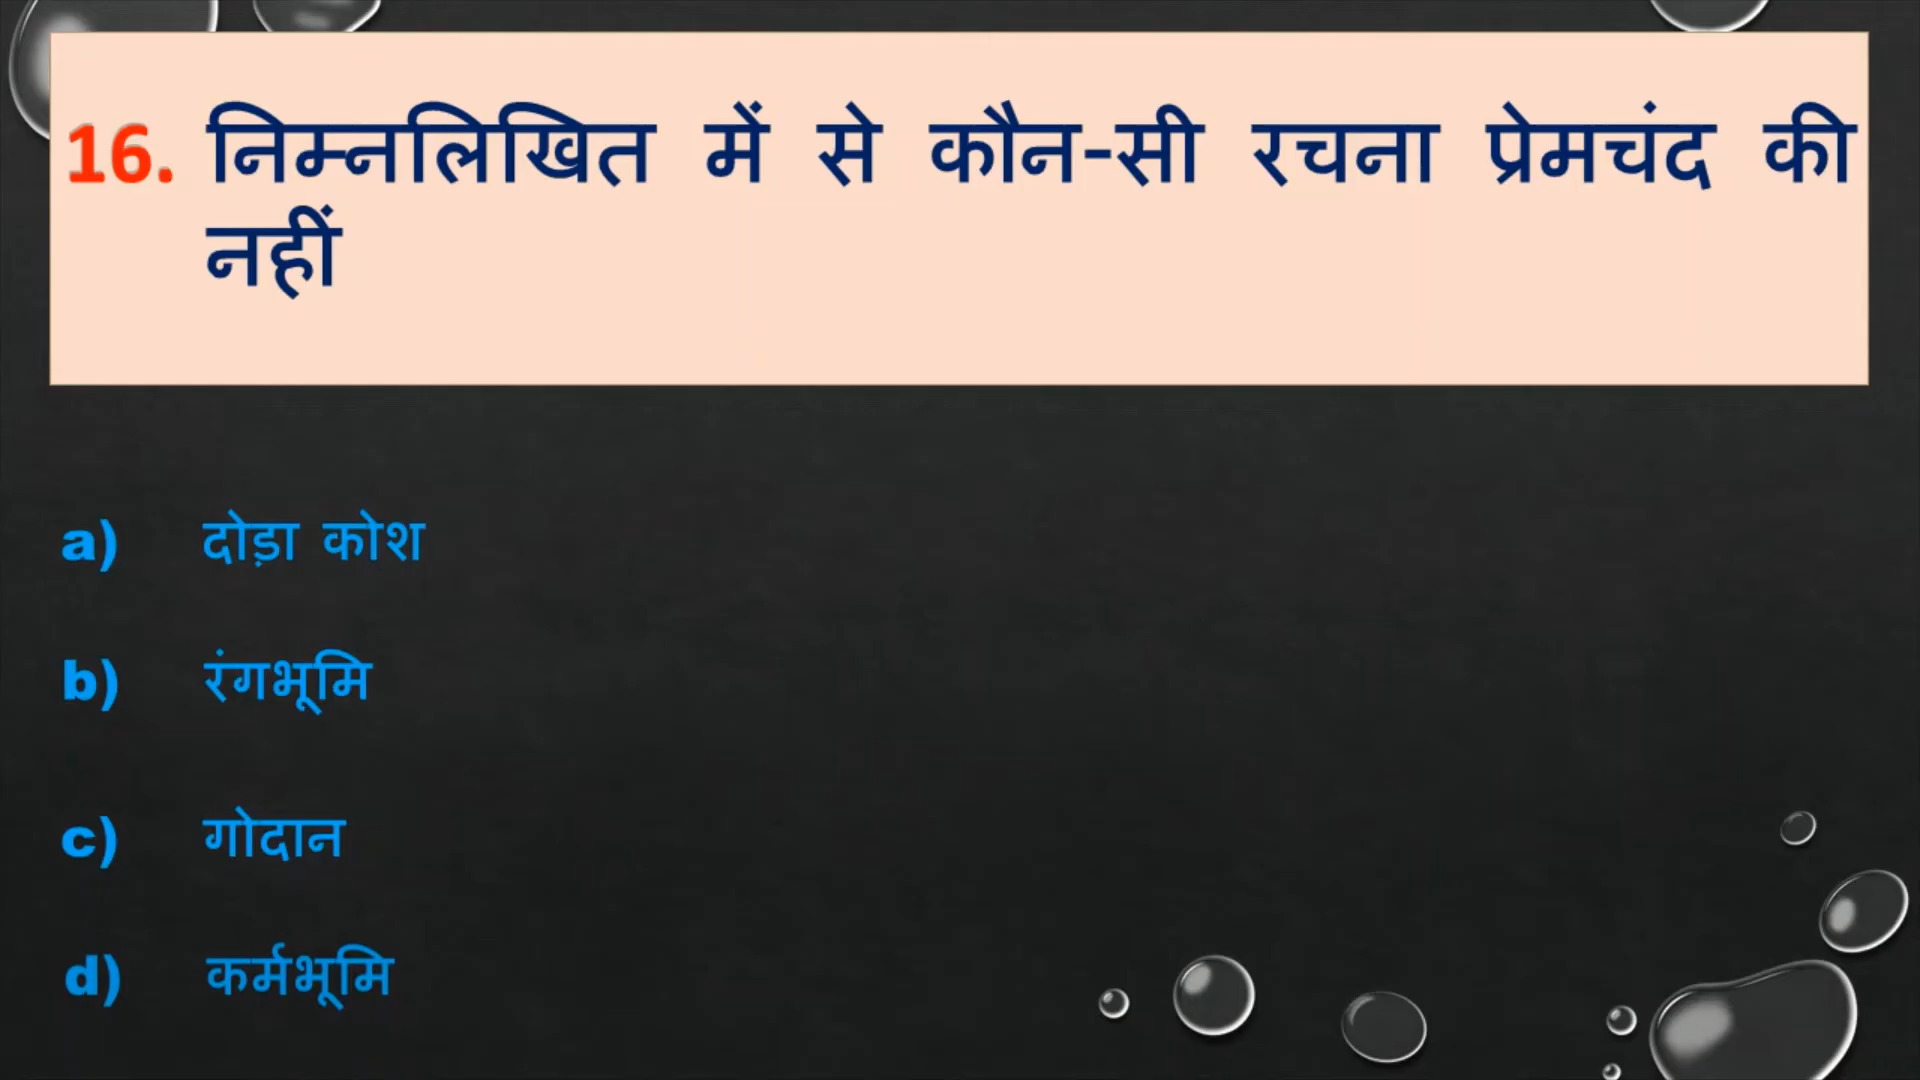 16. निम्नलिखित में से कौन-सी रचना प्रेमचंद की
नहीं
a) दोड़ा कोश
b) रंगभूमि
c) गोदान
d) कर्मभूमि